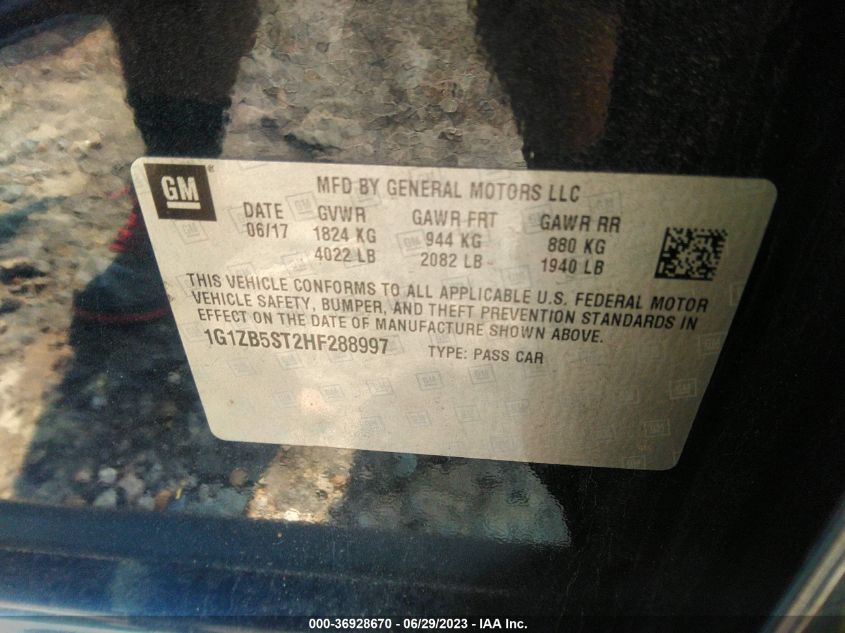 GM
MFD BY GENERAL MOTORS LLC
DATE GVWR GAWR FRT GAWR RR
06/17 1824 KG 944 KG 880 KG
4022 LB 2082 LB 1940 LB
THIS VEHICLE CONFORMS TO ALL APPLICABLE U.S. FEDERAL MOTOR
VEHICLE SAFETY, BUMPER, AND THEFT PREVENTION STANDARDS IN
EFFECT ON THE DATE OF MANUFACTURE SHOWN ABOVE.
1G1ZB5ST2HF288997 TYPE: PASS CAR
000-36928670 - 06/29/2023 - IAA Inc.